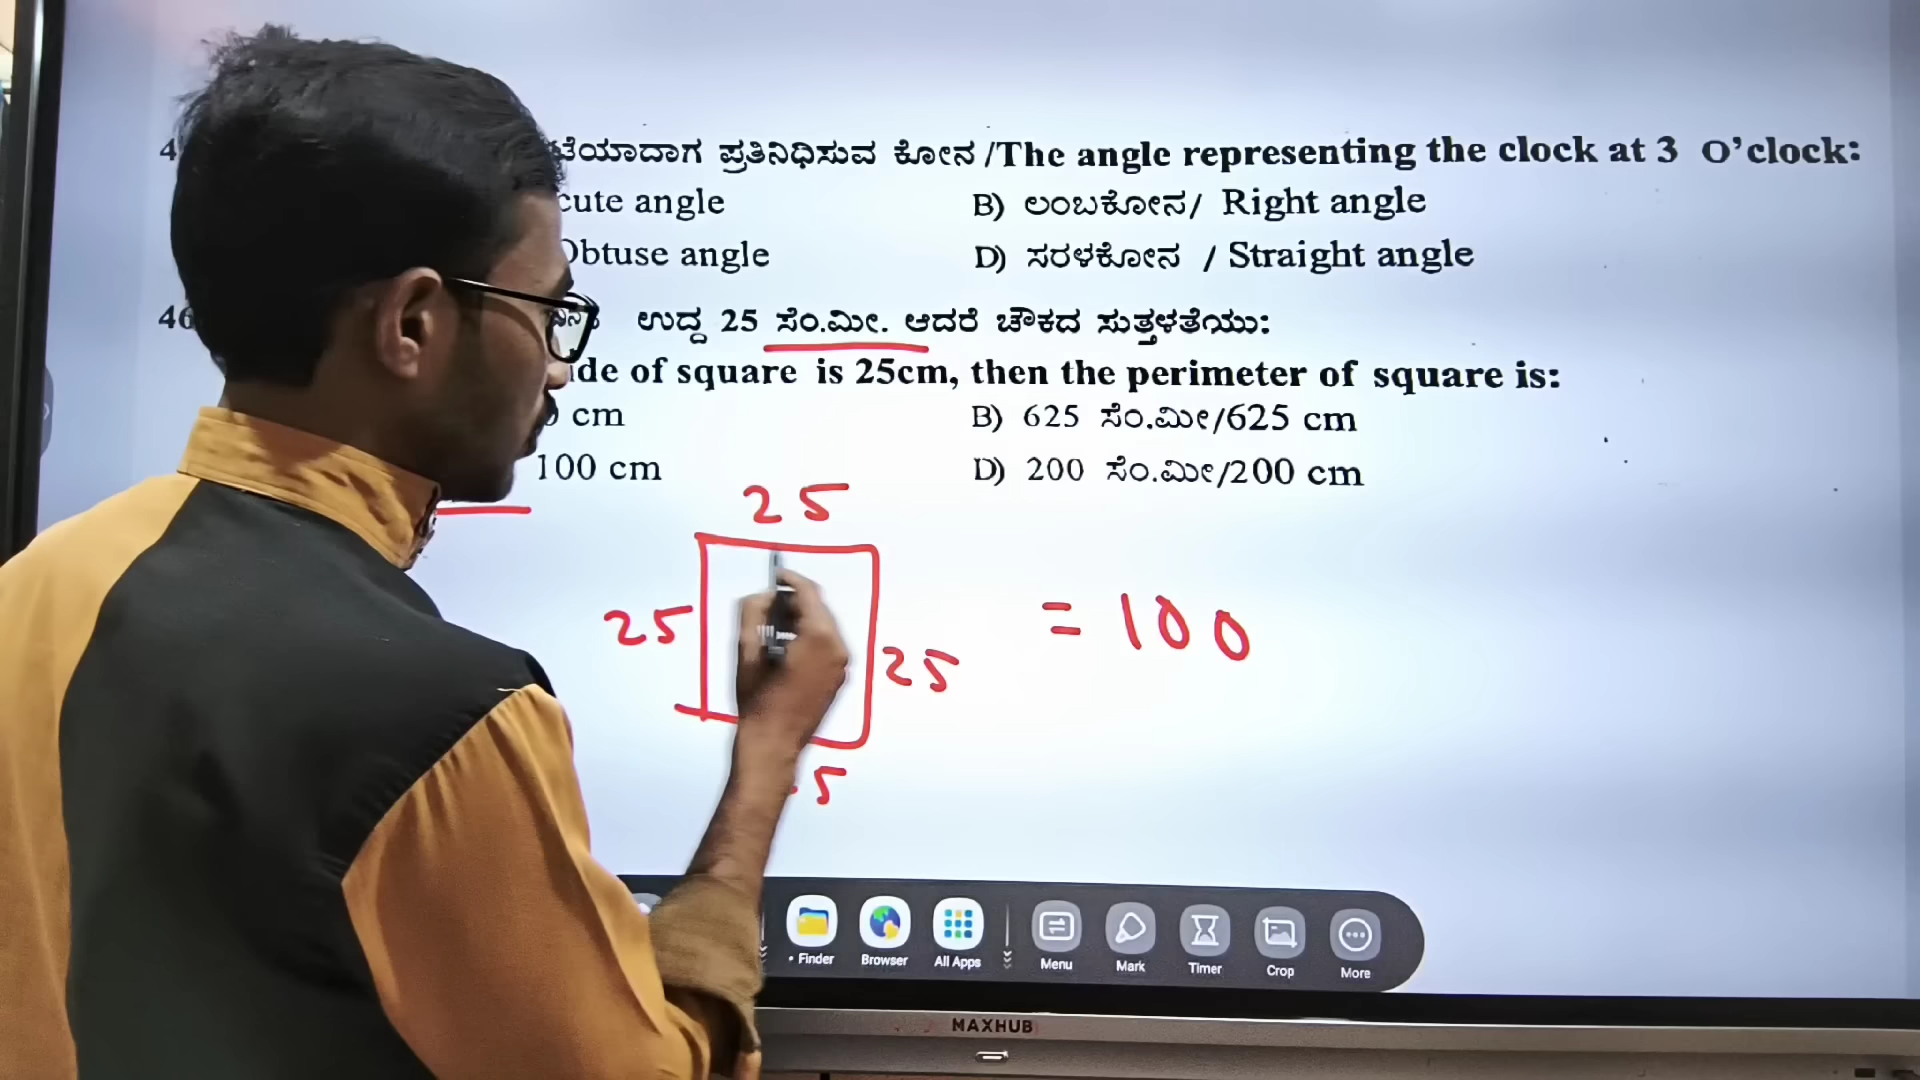 ಪ್ರತಿನಿಧಿಸುವ ಕೋನ /The angle representing the clock at 3 O'clock:
cute angle B) ಲಂಬಕೋನ/ Right angle
Obtuse angle D) ಸರಳಕೋನ / Straight angle
46 ಉದ್ದ 25 ಸೆಂ.ಮೀ. ಆದರೆ ಚೌಕದ ಸುತ್ತಳತೆಯು:
ide of square is 25cm, then the perimeter of square is:
cm B) 625 ಸೆಂ.ಮೀ/625 cm
100 cm D) 200 ಸೆಂ.ಮೀ/200 cm
25
25 25 = 100
5
Finder Browser All Apps Menu Mark Timer Crop More
MAXHUB